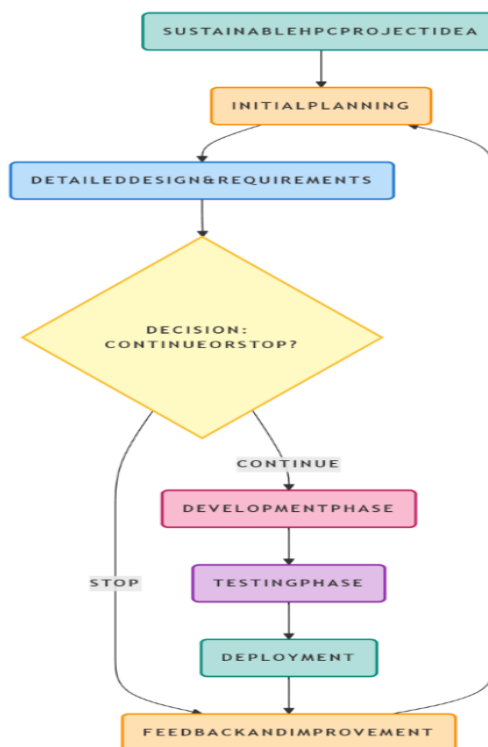 SUSTAINABLEHPCPROJECTIDEA
INITIALPLANNING
DETAILEDDESIGN&REQUIREMENTS
DECISION:
CONTINUEORSTOP?
CONTINUE
DEVELOPMENTPHASE
STOP
TESTINGPHASE
DEPLOYMENT
FEEDBACKANDIMPROVEMENT